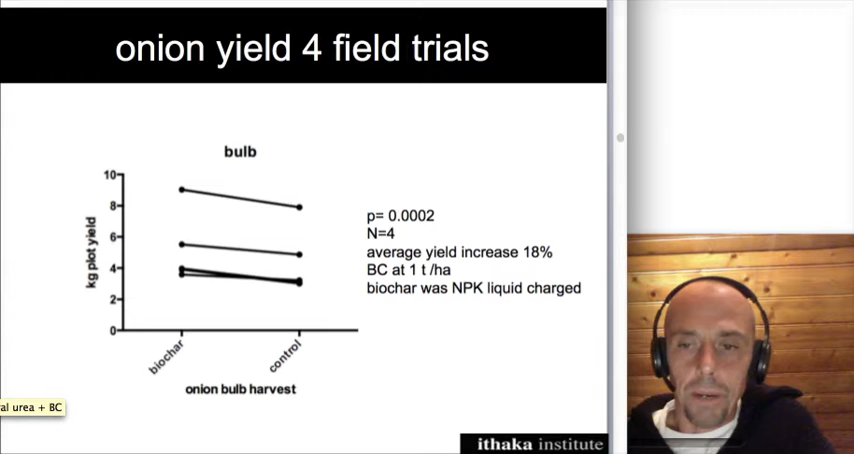 onion yield 4 field trials
bulb
10
8
6
4
2
0
kg plot yield
biochar
control
onion bulb harvest
p= 0.0002
N=4
average yield increase 18%
BC at 1 t /ha
biochar was NPK liquid charged
al urea + BC
ithaka institute